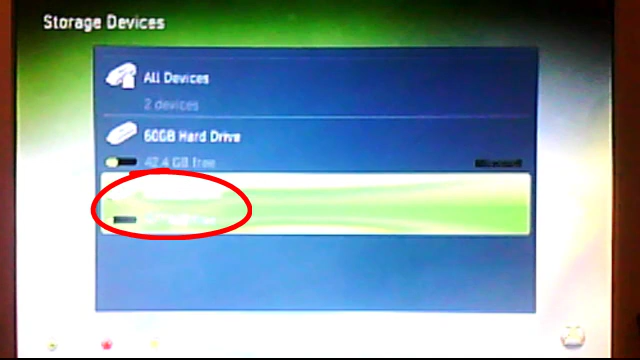 Storage Devices
All Devices
2 devices
60GB Hard Drive
42.4 GB free
Microsoft